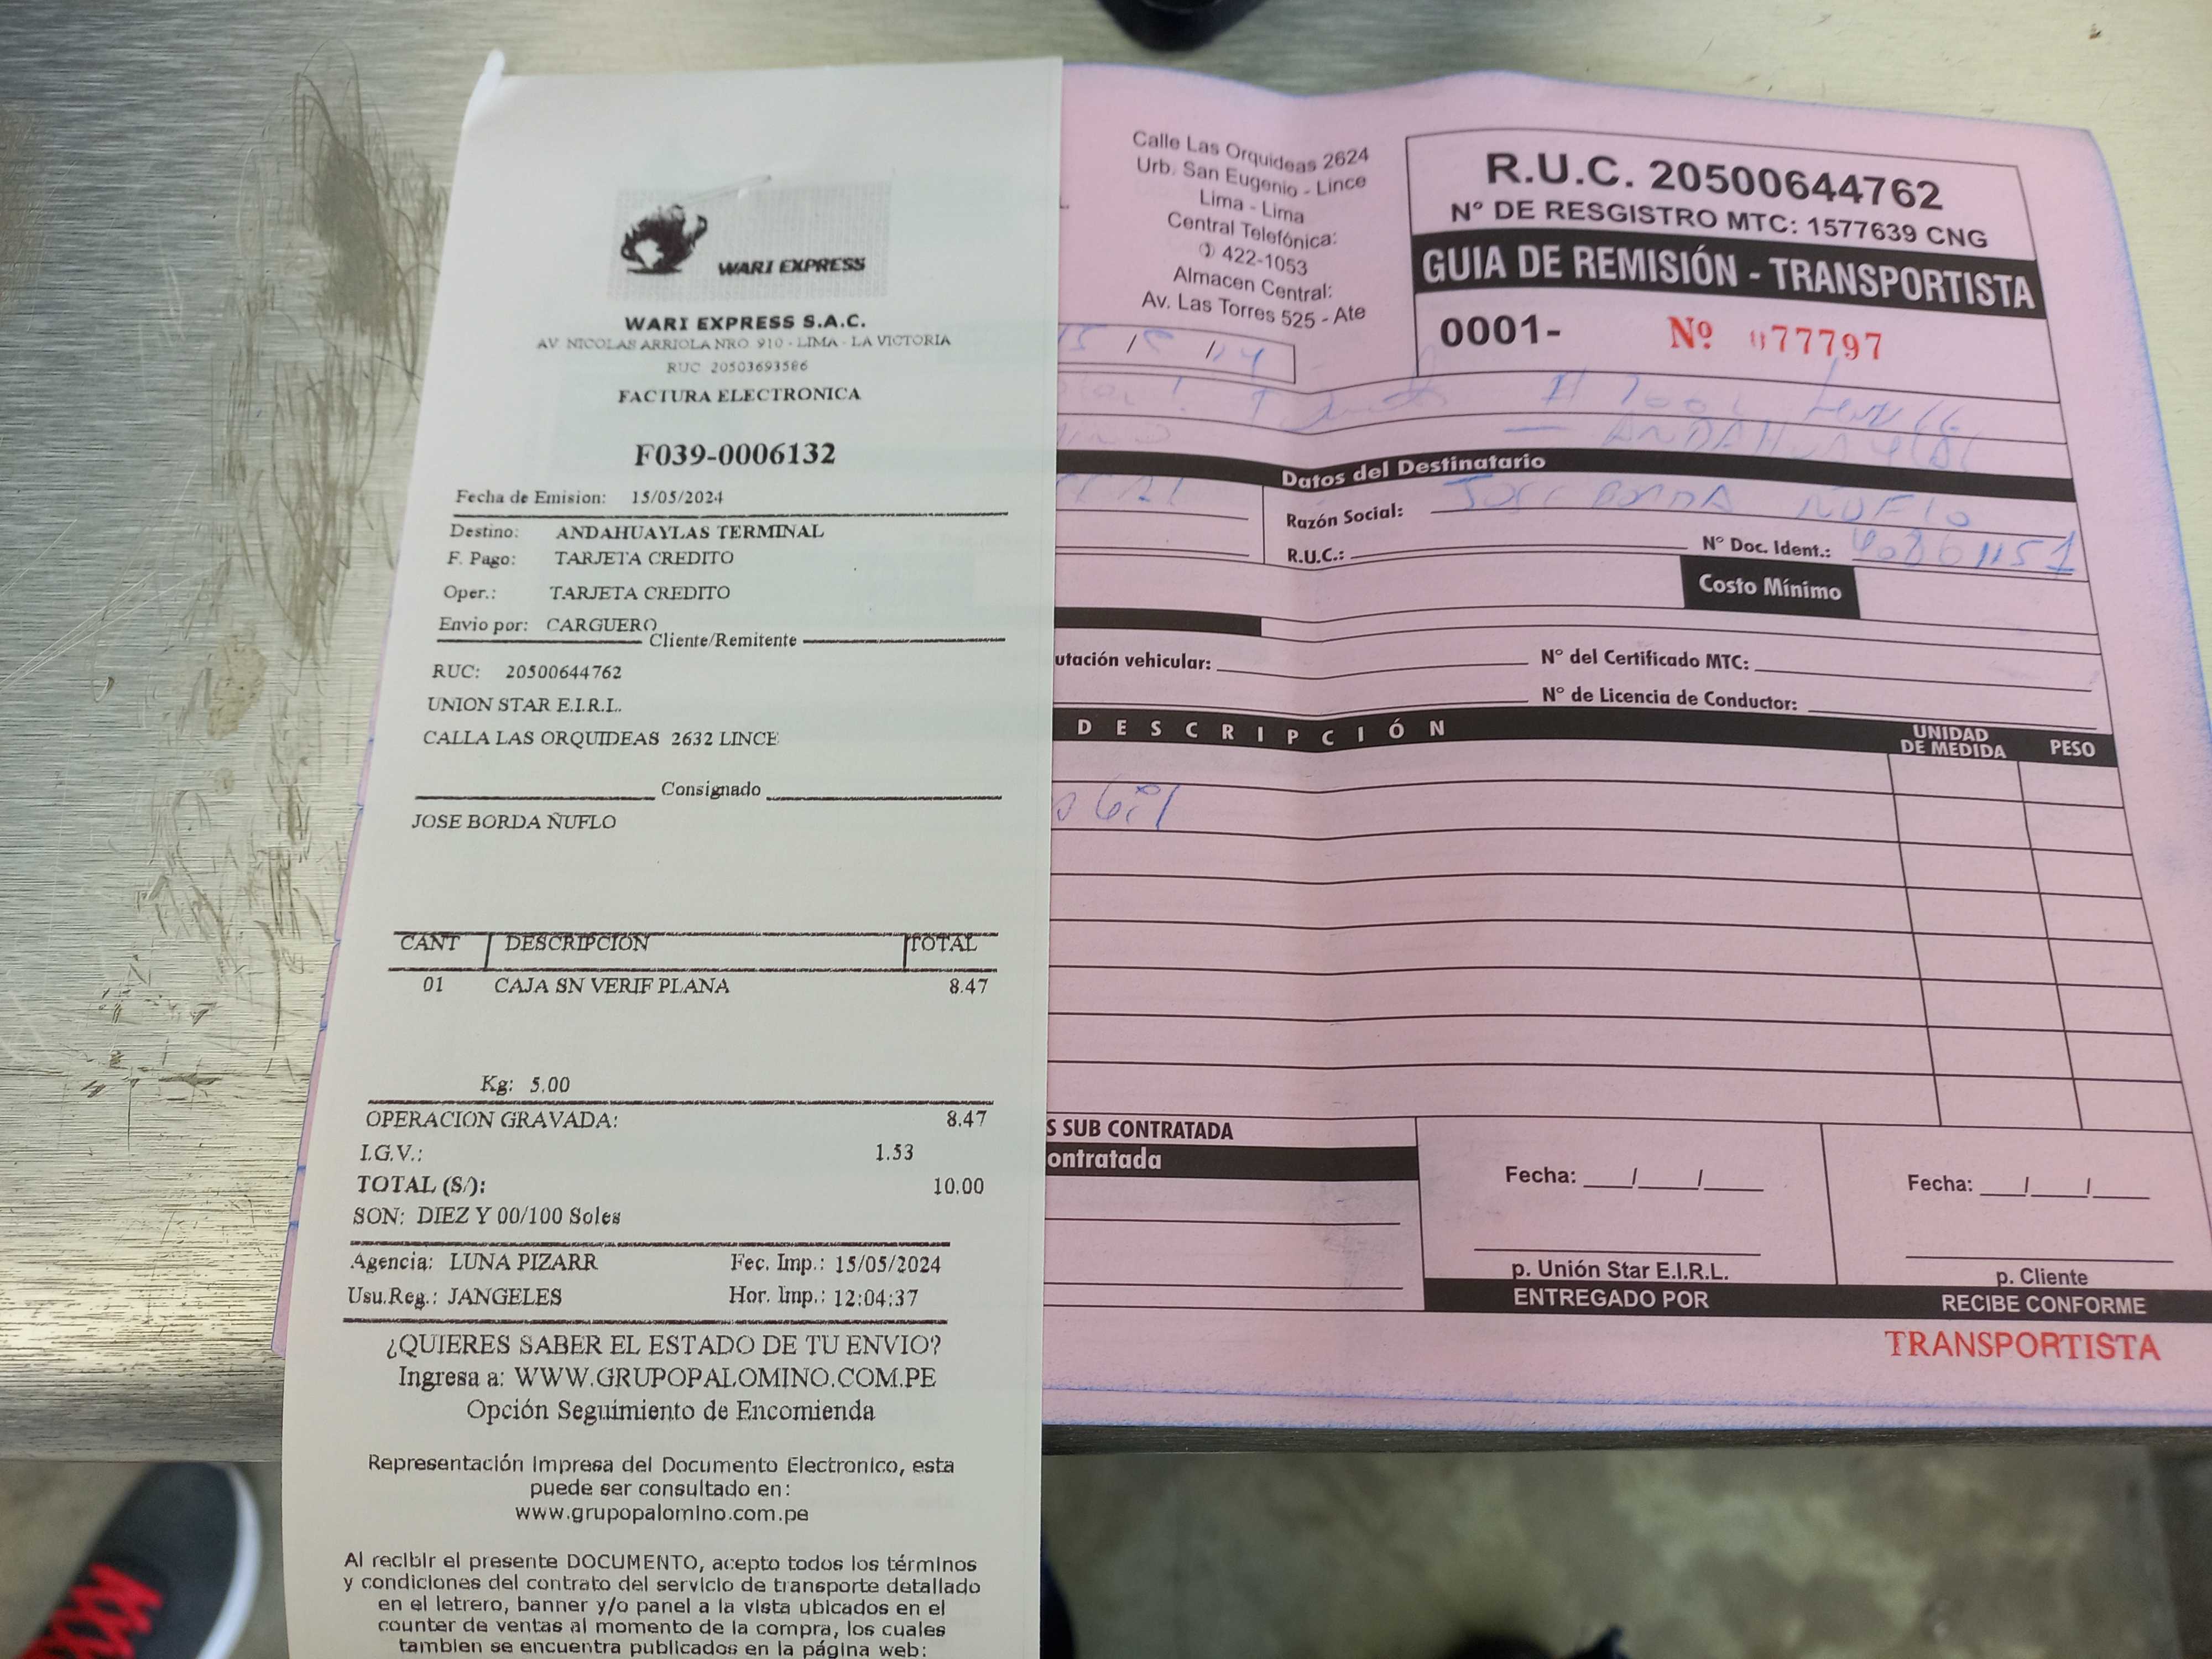 WARI EXPRESS
WARI EXPRESS S.A.C.
AV NICOLAS ARRIOLA NRO. 910 - LIMA - LA VICTORIA
RUC 20503693586
FACTURA ELECTRONICA
F039-0006132
Fecha de Emision: 15/05/2024
Destino: ANDAHUAYLAS TERMINAL
F. Pago: TARJETA CREDITO
Oper.: TARJETA CREDITO
Envio por: CARGUERO
Cliente/Remitente
RUC: 20500644762
UNION STAR E.I.R.L.
CALLA LAS ORQUIDEAS 2632 LINCE
Consignado
JOSE BORDA ÑUFLO
CANT DESCRIPCION TOTAL
01 CAJA SN VERIF PLANA 8.47
Kg: 5.00
OPERACION GRAVADA: 8.47
I.G.V.: 1.53
TOTAL (S/): 10.00
SON: DIEZ Y 00/100 Soles
Agencia: LUNA PIZARR Fec. Imp.: 15/05/2024
Usu.Reg.: JANGELES Hor. Imp.: 12:04:37
¿QUIERES SABER EL ESTADO DE TU ENVIO?
Ingresa a: WWW.GRUPOPALOMINO.COM.PE
Opción Seguimiento de Encomienda
Representación Impresa del Documento Electronico, esta
puede ser consultado en:
www.grupopalomino.com.pe
Al recibir el presente DOCUMENTO, acepto todos los términos
y condiciones del contrato del servicio de transporte detallado
en el letrero, banner y/o panel a la vista ubicados en el
counter de ventas al momento de la compra, los cuales
tambien se encuentra publicados en la página web:
Calle Las Orquideas 2624
Urb. San Eugenio - Lince
Lima - Lima
Central Telefónica:
422-1053
Almacen Central:
Av. Las Torres 525 - Ate
R.U.C. 20500644762
N° DE RESGISTRO MTC: 1577639 CNG
GUIA DE REMISIÓN - TRANSPORTISTA
0001- Nº 077797
ANDAHUAYLAS
Datos del Destinatario
Razón Social: JOSE BORDA ÑUFLO
R.U.C.: N° Doc. Ident.:
Costo Mínimo
utación vehicular: N° del Certificado MTC:
N° de Licencia de Conductor:
DESCRIPCIÓN UNIDAD DE MEDIDA PESO
S SUB CONTRATADA
ontratada
Fecha: ___/___/___ Fecha: ___/___/___
p. Unión Star E.I.R.L. p. Cliente
ENTREGADO POR RECIBE CONFORME
TRANSPORTISTA